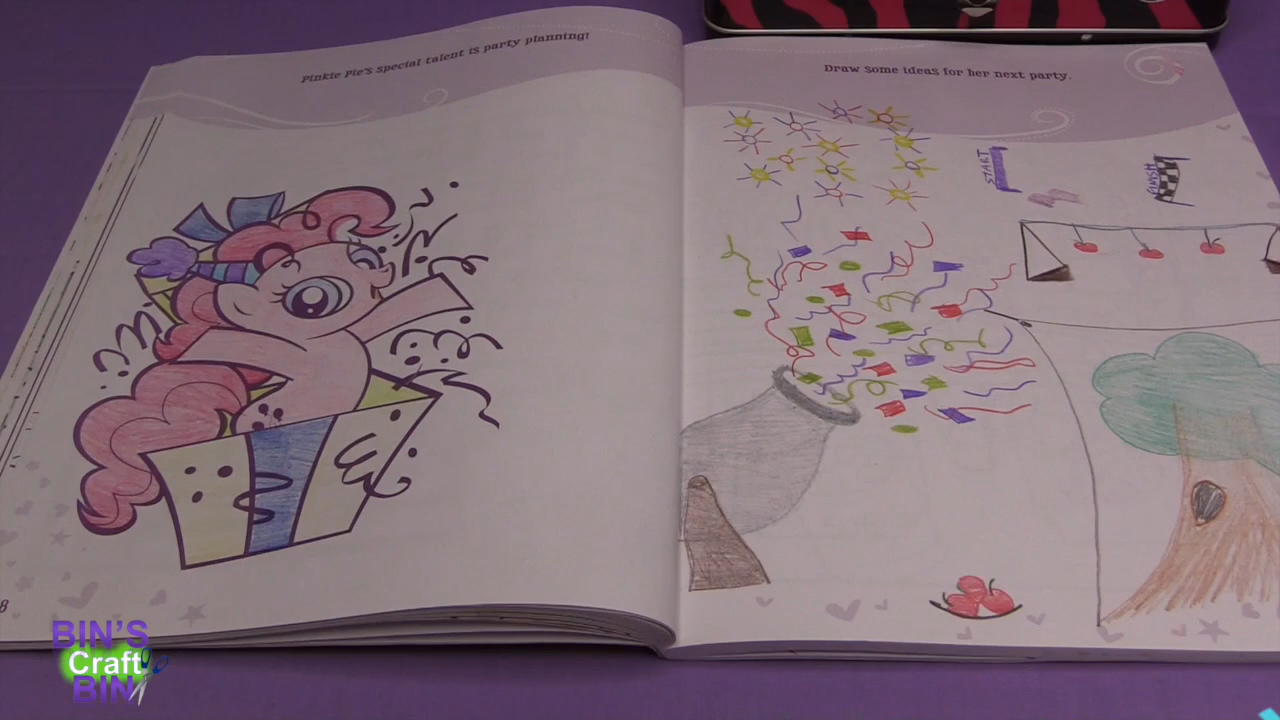 Pinkie Pie's special talent is party planning!
Draw some ideas for her next party.
START
FINISH
8
BIN'S
Craft
BIN